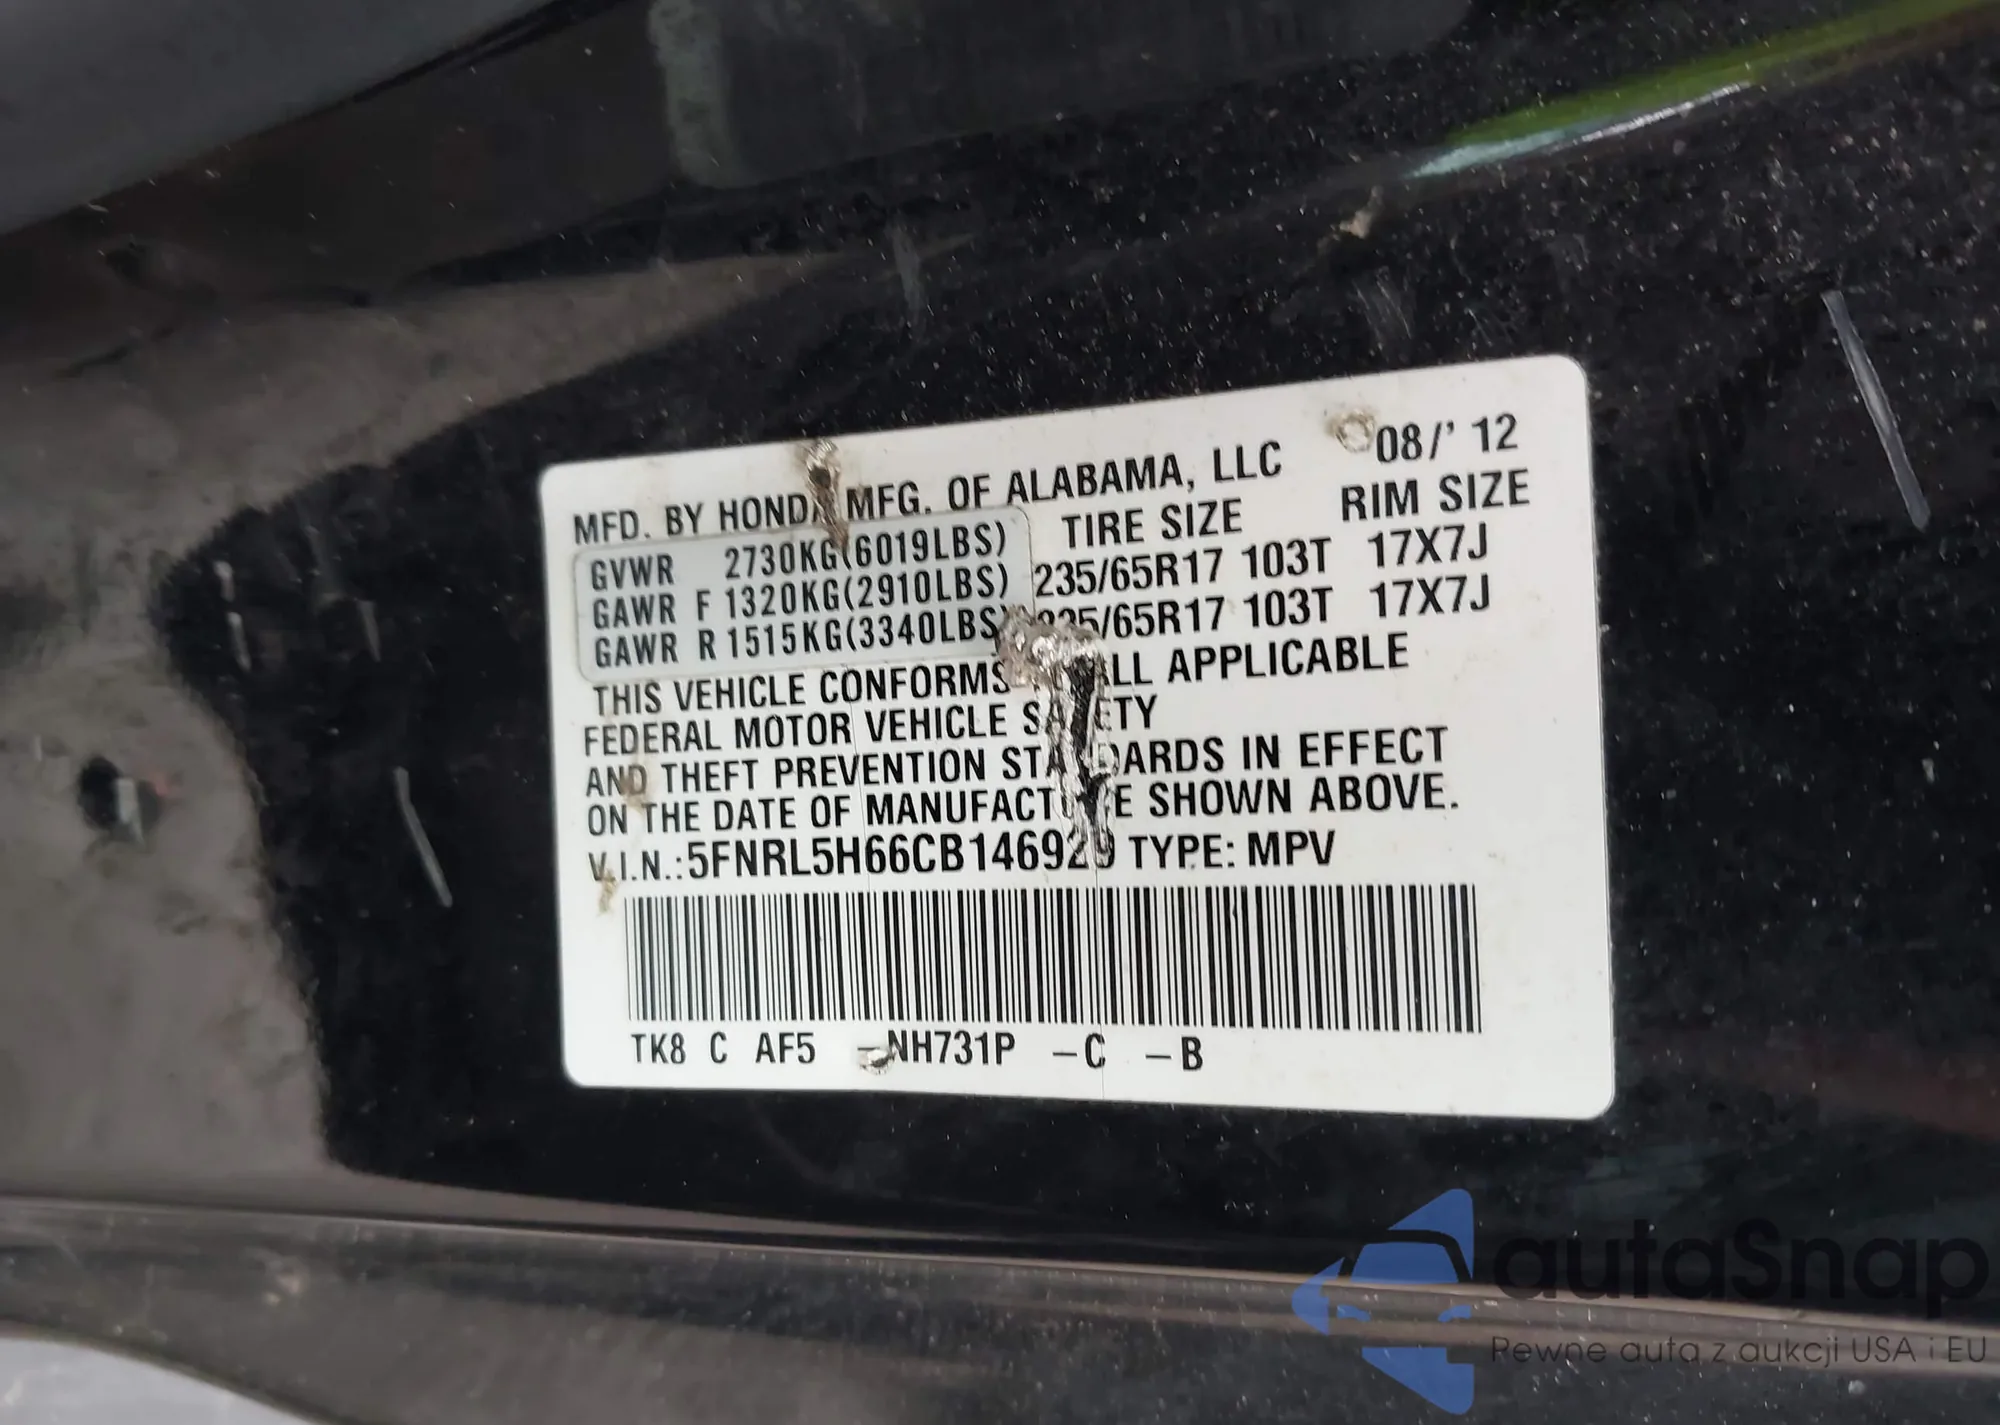 MFD. BY HONDA MFG. OF ALABAMA, LLC 08/'12
TIRE SIZE RIM SIZE
GVWR 2730KG(6019LBS)
GAWR F 1320KG(2910LBS) 235/65R17 103T 17X7J
GAWR R 1515KG(3340LBS) 235/65R17 103T 17X7J
THIS VEHICLE CONFORMS ALL APPLICABLE
FEDERAL MOTOR VEHICLE SAFETY
AND THEFT PREVENTION STANDARDS IN EFFECT
ON THE DATE OF MANUFACTURE SHOWN ABOVE.
V.I.N.:5FNRL5H66CB146929 TYPE: MPV
TK8 C AF5 -NH731P -C -B
autaSnap
Pewne auta z aukcji USA i EU